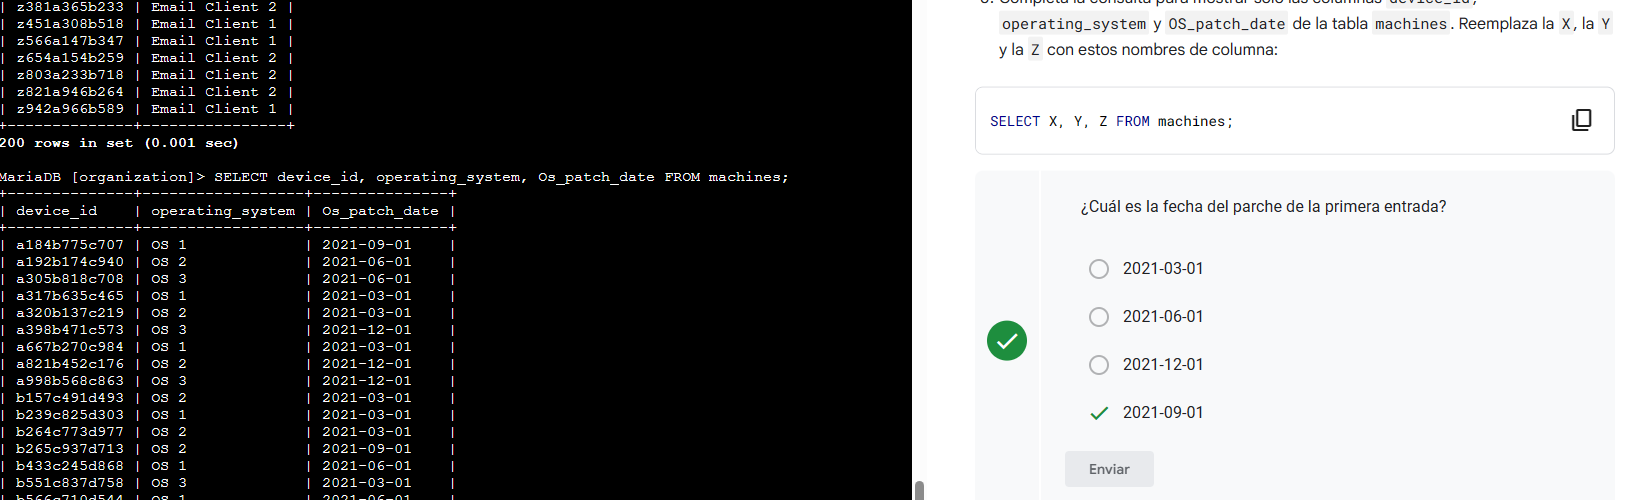 | z381a365b233 | Email Client 2 |
| z451a308b518 | Email Client 1 |
| z566a147b347 | Email Client 1 |
| z654a154b259 | Email Client 2 |
| z803a233b718 | Email Client 2 |
| z821a946b264 | Email Client 2 |
| z942a966b589 | Email Client 1 |
+--------------+----------------+
200 rows in set (0.001 sec)
MariaDB [organization]> SELECT device_id, operating_system, Os_patch_date FROM machines;
+--------------+------------------+---------------+
| device_id | operating_system | Os_patch_date |
+--------------+------------------+---------------+
| a184b775c707 | OS 1 | 2021-09-01 |
| a192b174c940 | OS 2 | 2021-06-01 |
| a305b818c708 | OS 3 | 2021-06-01 |
| a317b635c465 | OS 1 | 2021-03-01 |
| a320b137c219 | OS 2 | 2021-03-01 |
| a398b471c573 | OS 3 | 2021-12-01 |
| a667b270c984 | OS 1 | 2021-03-01 |
| a821b452c176 | OS 2 | 2021-12-01 |
| a998b568c863 | OS 3 | 2021-12-01 |
| b157c491d493 | OS 2 | 2021-03-01 |
| b239c825d303 | OS 1 | 2021-03-01 |
| b264c773d977 | OS 2 | 2021-03-01 |
| b265c937d713 | OS 2 | 2021-09-01 |
| b433c245d868 | OS 1 | 2021-06-01 |
| b551c837d758 | OS 3 | 2021-03-01 |
| b566c710d544 | OS 1 | 2021-06-01 |
Completa la consulta para mostrar solo las columnas device_id,
operating_system y OS_patch_date de la tabla machines. Reemplaza la X, la Y
y la Z con estos nombres de columna:
SELECT X, Y, Z FROM machines;
¿Cuál es la fecha del parche de la primera entrada?
2021-03-01
2021-06-01
2021-12-01
2021-09-01
Enviar